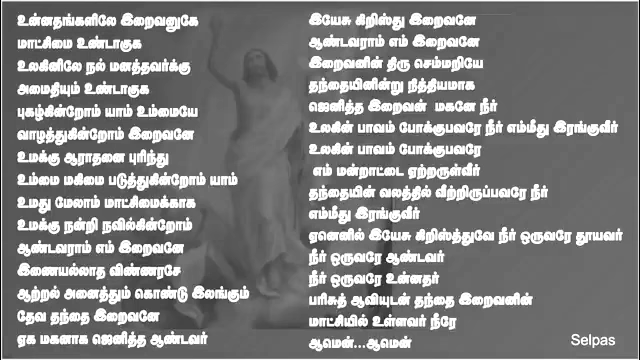 உன்னதங்களிலே இறைவனுகே
மாட்சிமை உண்டாகுக
உலகினிலே நல் மனத்தவர்க்கு
அமைதியும் உண்டாகுக
புகழ்கின்றோம் யாம் உம்மையே
வாழத்துகின்றோம் இறைவனே
உமக்கு ஆராதனை புரிந்து
உம்மை மகிமை படுத்துகின்றோம் யாம்
உமது மேலாம் மாட்சிமைக்காக
உமக்கு நன்றி நவில்கின்றோம்
ஆண்டவராம் எம் இறைவனே
இணையல்லாத விண்ணரசே
ஆற்றல் அனைத்தும் கொண்டு இலங்கும்
தேவ தந்தை இறைவனே
ஏக மகனாக ஜெனித்த ஆண்டவர்
இயேசு கிறிஸ்து இறைவனே
ஆண்டவராம் எம் இறைவனே
இறைவனின் திரு செம்மறியே
தந்தையினின்று நித்தியமாக
ஜெனித்த இறைவன் மகனே நீர்
உலகின் பாவம் போக்குபவரே நீர் எம்மீது இரங்குவீர்
உலகின் பாவம் போக்குபவரே
எம் மன்றாட்டை ஏற்றருள்வீர்
தந்தையின் வலத்தில் வீற்றிருப்பவரே நீர்
எம்மீது இரங்குவீர்
ஏனெனில் இயேசு கிறிஸ்த்துவே நீர் ஒருவரே தூயவர்
நீர் ஒருவரே ஆண்டவர்
நீர் ஒருவரே உன்னதர்
பரிசுத் ஆவியுடன் தந்தை இறைவனின்
மாட்சியில் உள்ளவர் நீரே
ஆமென்...ஆமென்
Selpas